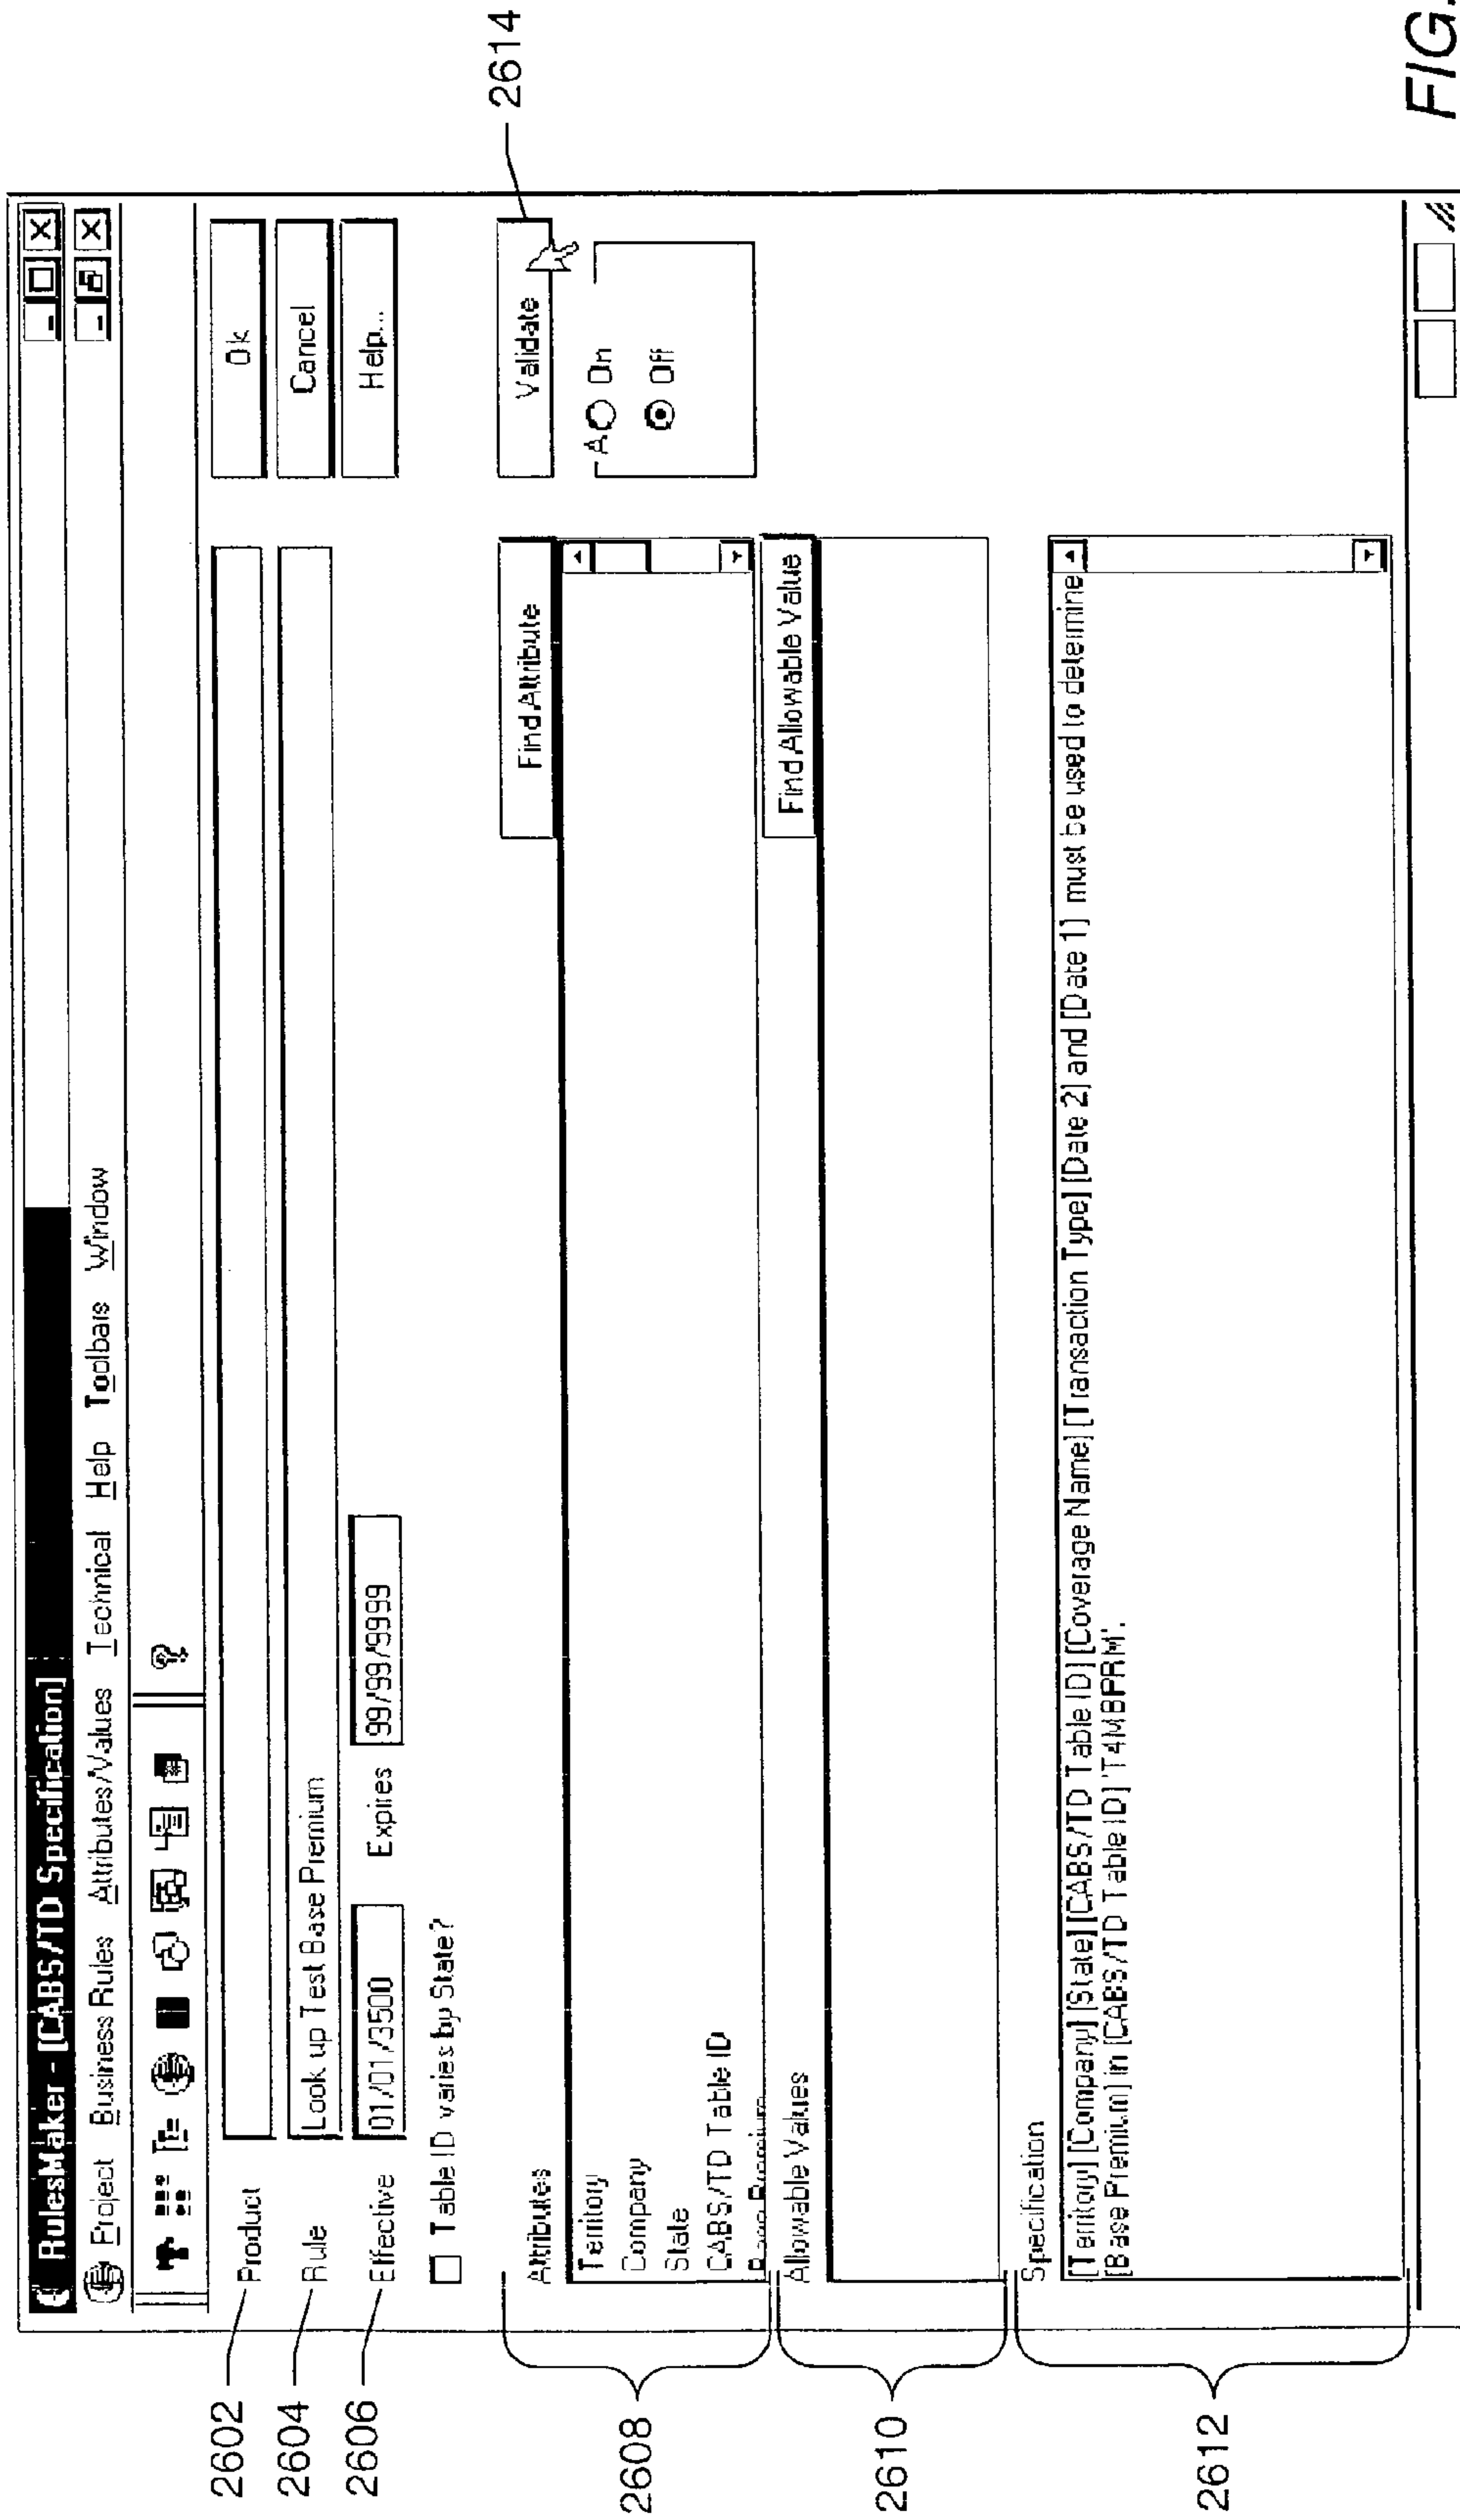 RulesMaker - [CABS/TD Specification]
Project Business Rules Attributes/Values Technical Help Toolbars Window
2602 Product
Ok
2604 Rule Look up Test Base Premium
Cancel
2606 Effective 01/01/3500 Expires 99/99/9999
Help...
Table ID varies by State?
2614
Validate
A
On
Off
2608
Attributes
Find Attribute
Territory
Company
State
CABS/TD Table ID
Base Premium
2610
Allowable Values
Find Allowable Value
2612
Specification
[Territory] [Company] [State] [CABS/TD Table ID] [Coverage Name] [Transaction Type] [Date 2] and [Date 1] must be used to determine
[Base Premium] in [CABS/TD Table ID] 'T4MBPRM'.
FIG.